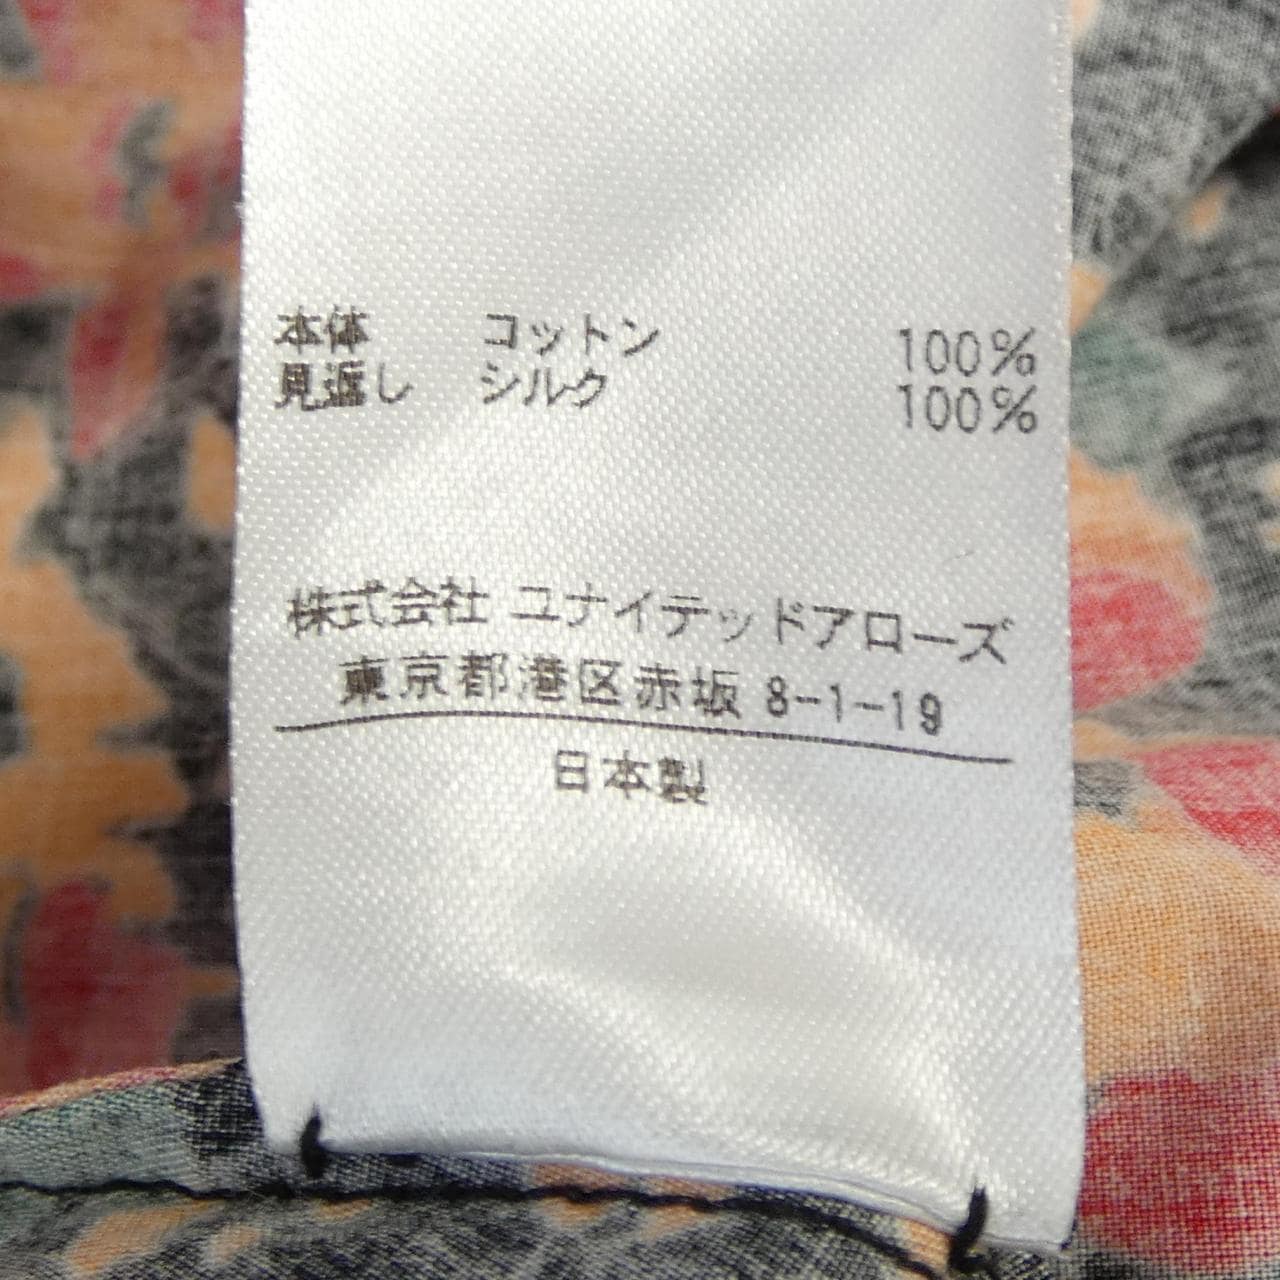 本体 コットン 100%
見返し シルク 100%
株式会社 ユナイテッドアローズ
東京都港区赤坂 8-1-19
日本製